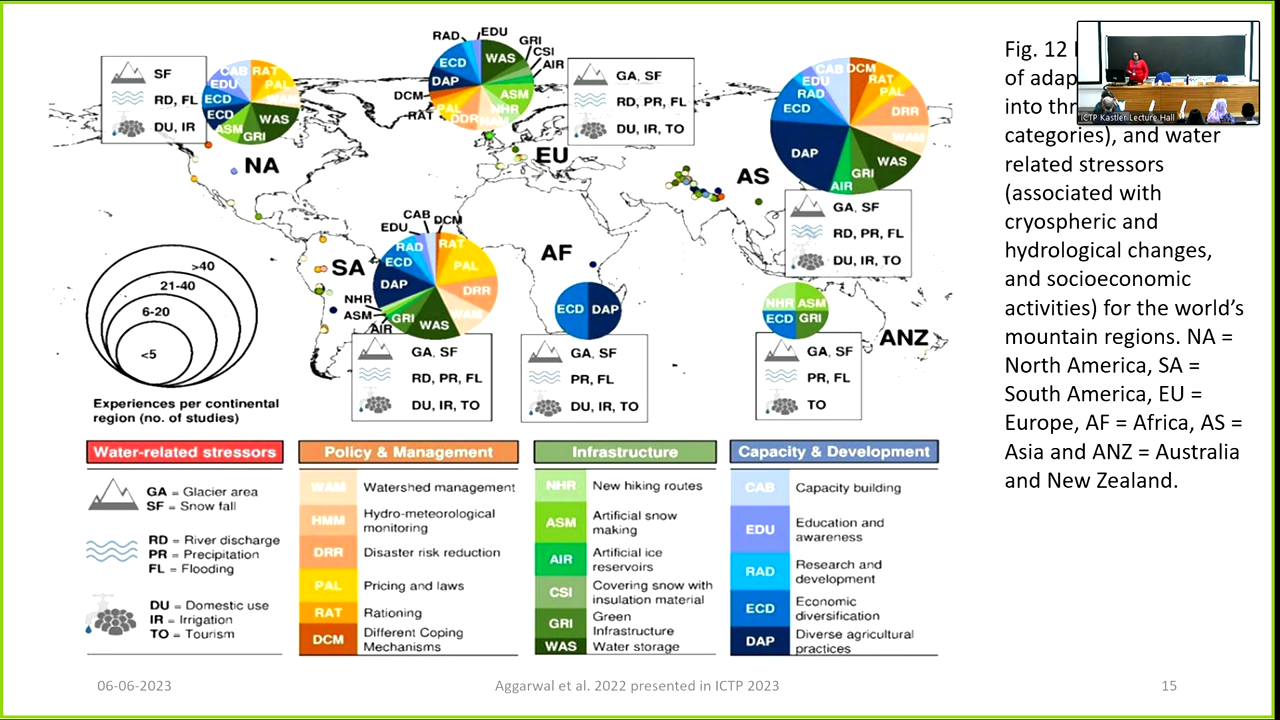 SF
RD, FL
DU, IR
CAB
RAT
PAL
WAM
WAS
GRI
ASM
ECD
ECD
EDU
NA
RAD
EDU
GRI
CSI
AIR
WAS
ASM
NHR
DDR
PAL
RAT
DCM
DAP
ECD
EU
GA, SF
RD, PR, FL
DU, IR, TO
CAB
DCM
RAT
PAL
DRR
WAM
WAS
GRI
AIR
DAP
ECD
RAD
EDU
AS
GA, SF
RD, PR, FL
DU, IR, TO
EDU
CAB
DCM
RAT
PAL
DRR
WAM
WAS
GRI
AIR
ASM
NHR
DAP
ECD
RAD
SA
GA, SF
RD, PR, FL
DU, IR, TO
AF
ECD
DAP
GA, SF
PR, FL
DU, IR, TO
NHR
ASM
ECD
GRI
ANZ
GA, SF
PR, FL
TO
>40
21-40
6-20
<5
Experiences per continental
region (no. of studies)
Water-related stressors
GA = Glacier area
SF = Snow fall
RD = River discharge
PR = Precipitation
FL = Flooding
DU = Domestic use
IR = Irrigation
TO = Tourism
Policy & Management
WAM Watershed management
HMM Hydro-meteorological
monitoring
DRR Disaster risk reduction
PAL Pricing and laws
RAT Rationing
DCM Different Coping
Mechanisms
Infrastructure
NHR New hiking routes
ASM Artificial snow
making
AIR Artificial ice
reservoirs
CSI Covering snow with
insulation material
GRI Green
Infrastructure
WAS Water storage
Capacity & Development
CAB Capacity building
EDU Education and
awareness
RAD Research and
development
ECD Economic
diversification
DAP Diverse agricultural
practices
Fig. 12
of adap
into thr
categories), and water
related stressors
(associated with
cryospheric and
hydrological changes,
and socioeconomic
activities) for the world’s
mountain regions. NA =
North America, SA =
South America, EU =
Europe, AF = Africa, AS =
Asia and ANZ = Australia
and New Zealand.
ICTP Kastler Lecture Hall
06-06-2023
Aggarwal et al. 2022 presented in ICTP 2023
15